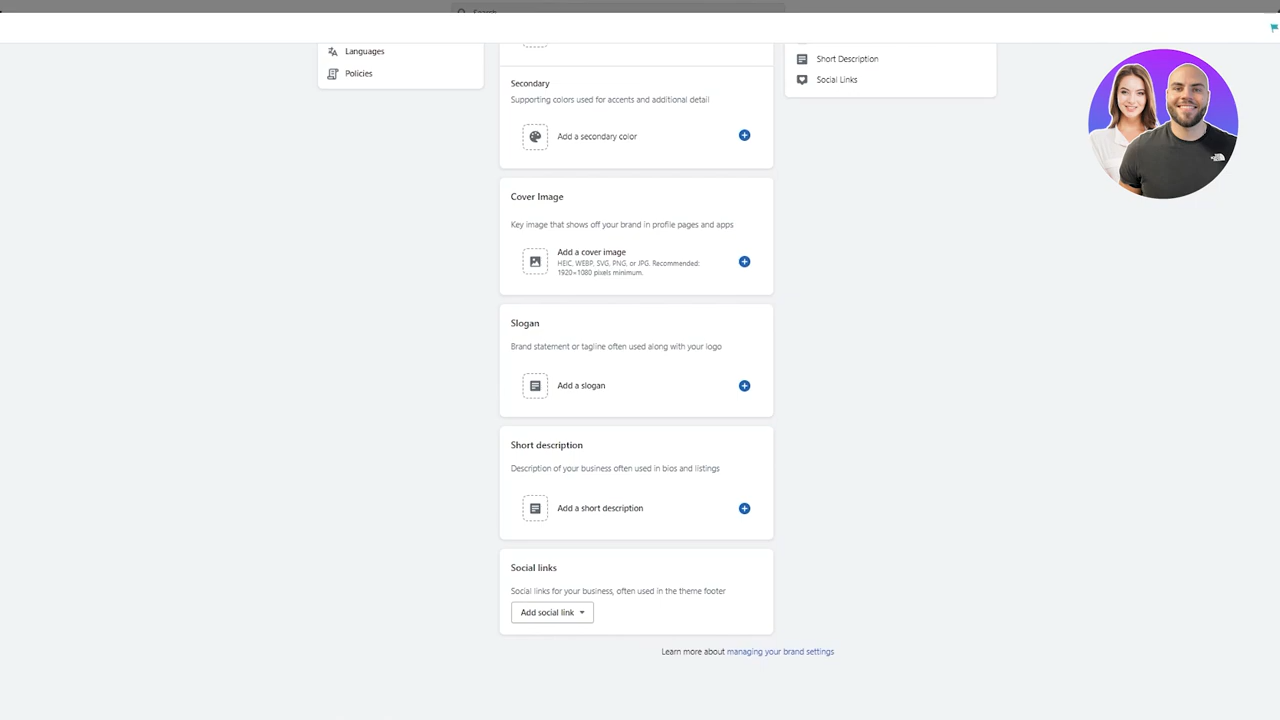 Search
Languages
Policies
Secondary
Supporting colors used for accents and additional detail
Add a secondary color
Cover Image
Key image that shows off your brand in profile pages and apps
Add a cover image
HEIC, WEBP, SVG, PNG, or JPG. Recommended:
1920×1080 pixels minimum.
Slogan
Brand statement or tagline often used along with your logo
Add a slogan
Short description
Description of your business often used in bios and listings
Add a short description
Social links
Social links for your business, often used in the theme footer
Add social link
Learn more about managing your brand settings
Short Description
Social Links